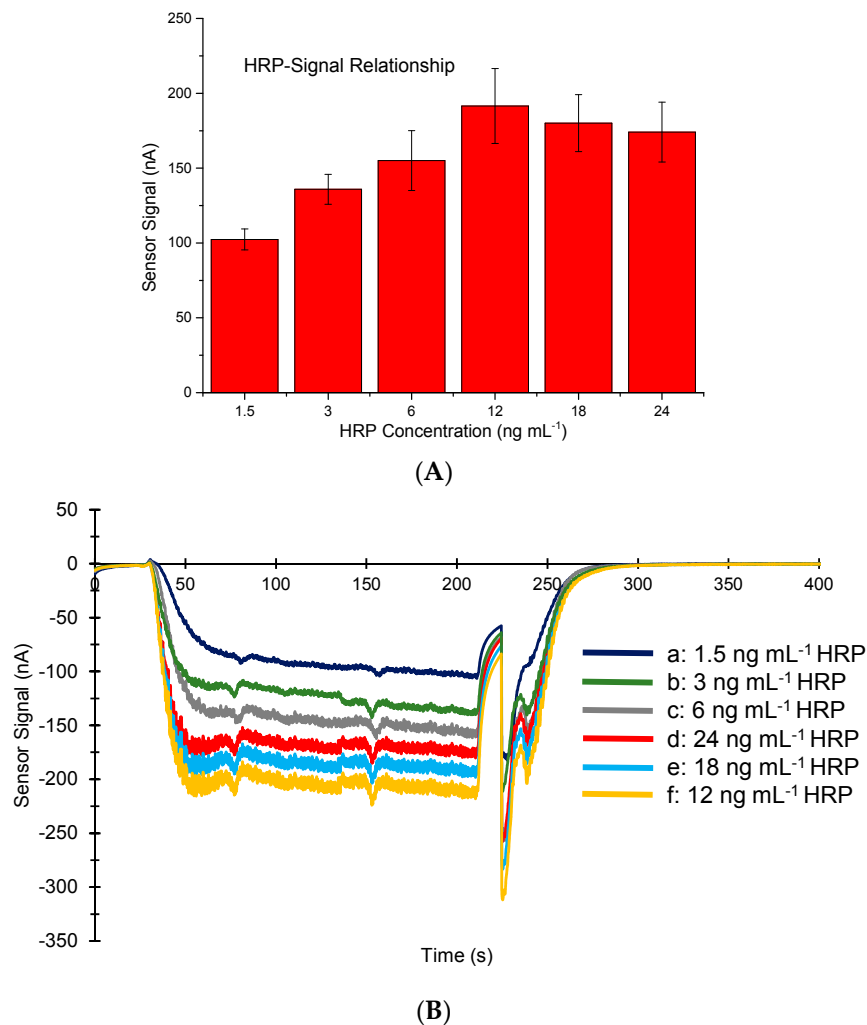 250
HRP-Signal Relationship
200
150
100
50
0
Sensor Signal (nA)
1.5 3 6 12 18 24
HRP Concentration (ng mL⁻¹)
(A)
50
0
-50
-100
-150
-200
-250
-300
-350
Sensor Signal (nA)
0 50 100 150 200 250 300 350 400
a: 1.5 ng mL⁻¹ HRP
b: 3 ng mL⁻¹ HRP
c: 6 ng mL⁻¹ HRP
d: 24 ng mL⁻¹ HRP
e: 18 ng mL⁻¹ HRP
f: 12 ng mL⁻¹ HRP
Time (s)
(B)